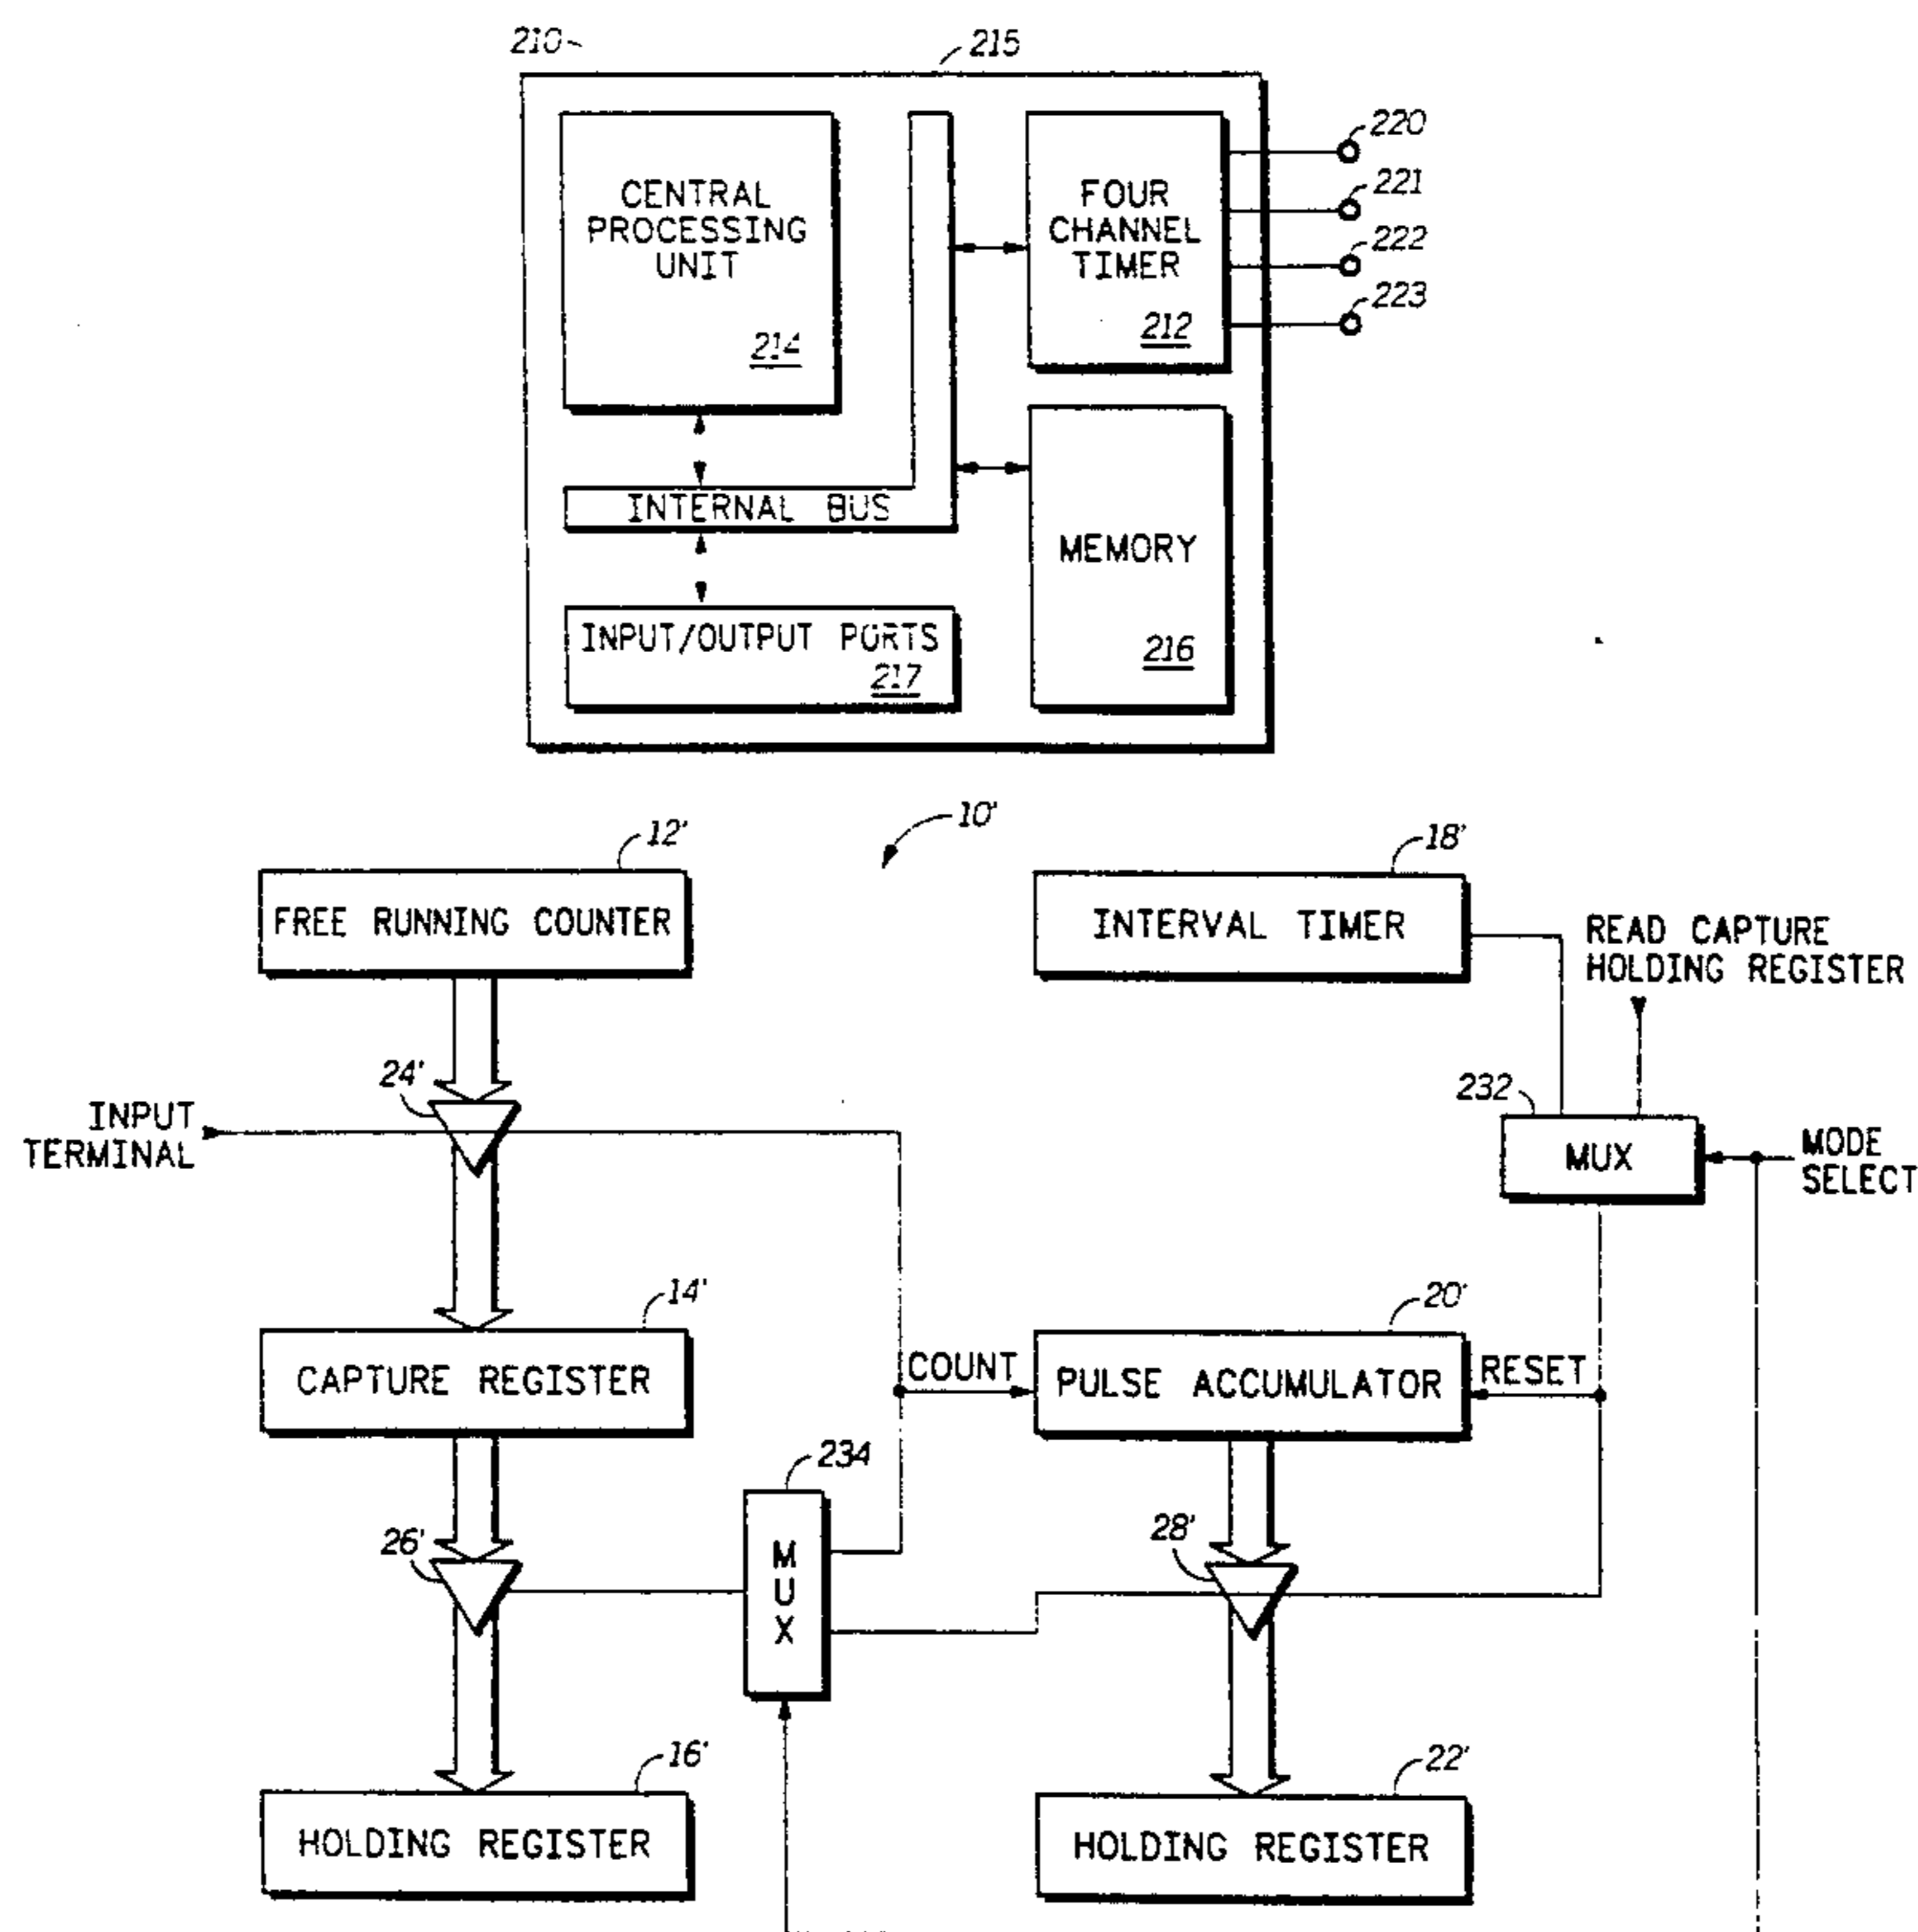 210
215
CENTRAL
PROCESSING
UNIT
214
FOUR
CHANNEL
TIMER
212
220
221
222
223
INTERNAL BUS
MEMORY
216
INPUT/OUTPUT PORTS
217
10'
12'
FREE RUNNING COUNTER
18'
INTERVAL TIMER
READ CAPTURE
HOLDING REGISTER
24'
INPUT
TERMINAL
232
MUX
MODE
SELECT
14'
CAPTURE REGISTER
COUNT
20'
PULSE ACCUMULATOR
RESET
234
MUX
26'
28'
16'
HOLDING REGISTER
22'
HOLDING REGISTER